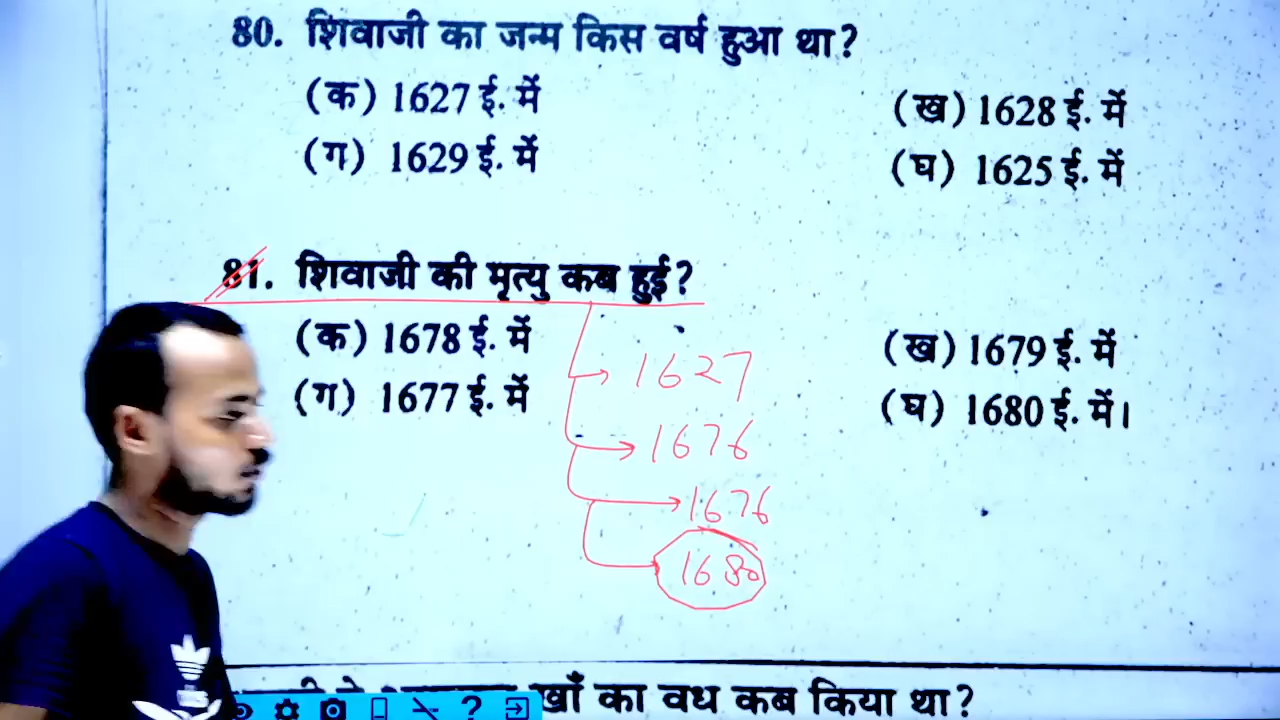 80. शिवाजी का जन्म किस वर्ष हुआ था?
(क) 1627 ई. में (ख) 1628 ई. में
(ग) 1629 ई. में (घ) 1625 ई. में
81. शिवाजी की मृत्यु कब हुई?
(क) 1678 ई. में (ख) 1679 ई. में
(ग) 1677 ई. में (घ) 1680 ई. में।
1627
1676
1676
1680
खाँ का वध कब किया था?